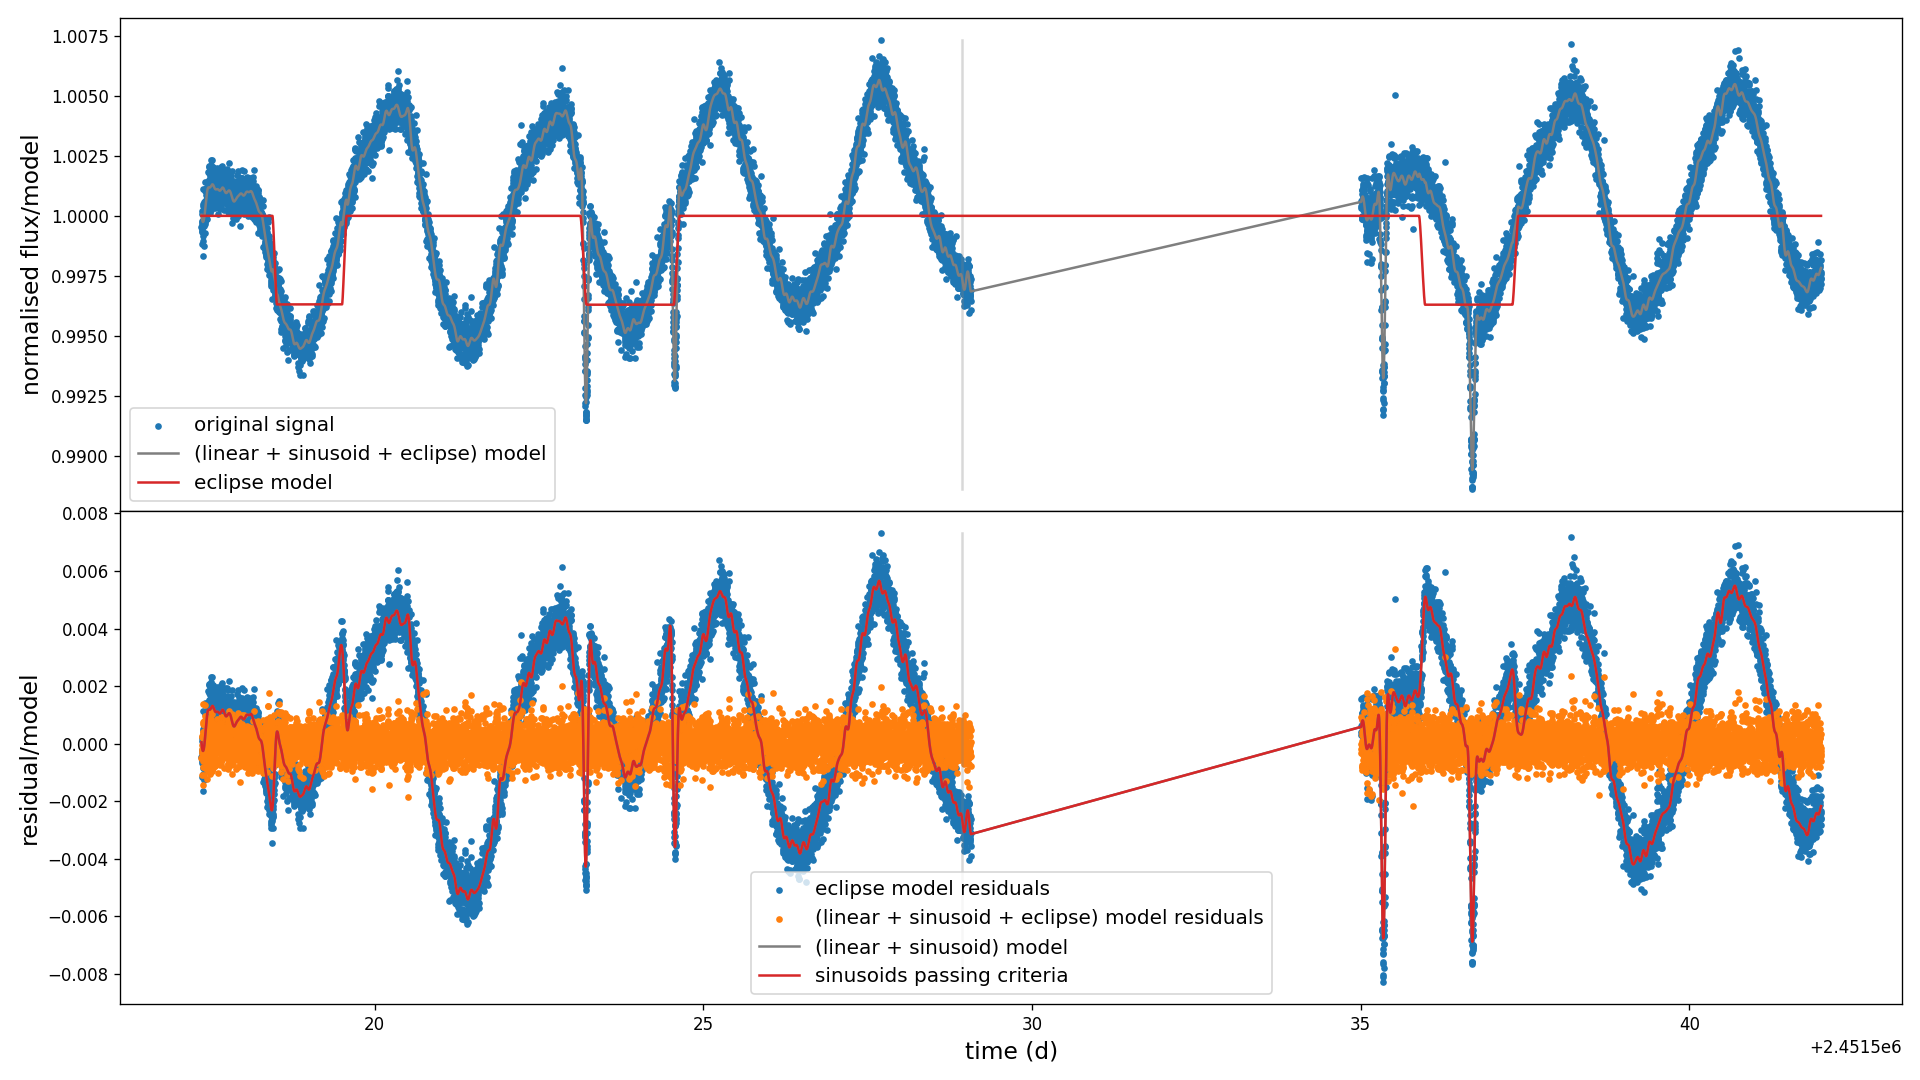 normalised flux/model
1.0075
1.0050
1.0025
1.0000
0.9975
0.9950
0.9925
0.9900
original signal
(linear + sinusoid + eclipse) model
eclipse model
residual/model
0.008
0.006
0.004
0.002
0.000
−0.002
−0.004
−0.006
−0.008
eclipse model residuals
(linear + sinusoid + eclipse) model residuals
(linear + sinusoid) model
sinusoids passing criteria
20 25 30 35 40
time (d)
+2.4515e6